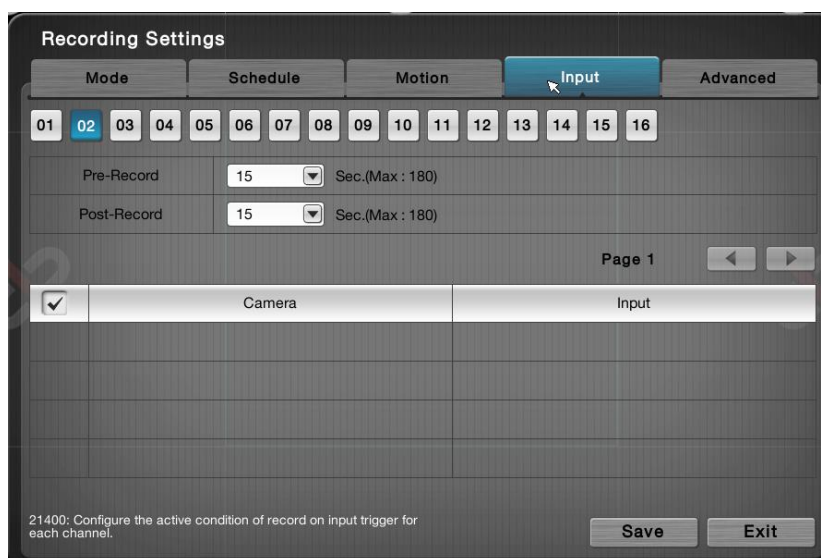 Recording Settings
Mode Schedule Motion Input Advanced
01 02 03 04 05 06 07 08 09 10 11 12 13 14 15 16
Pre-Record 15 Sec.(Max : 180)
Post-Record 15 Sec.(Max : 180)
Page 1
Camera Input
21400: Configure the active condition of record on input trigger for
each channel.
Save Exit